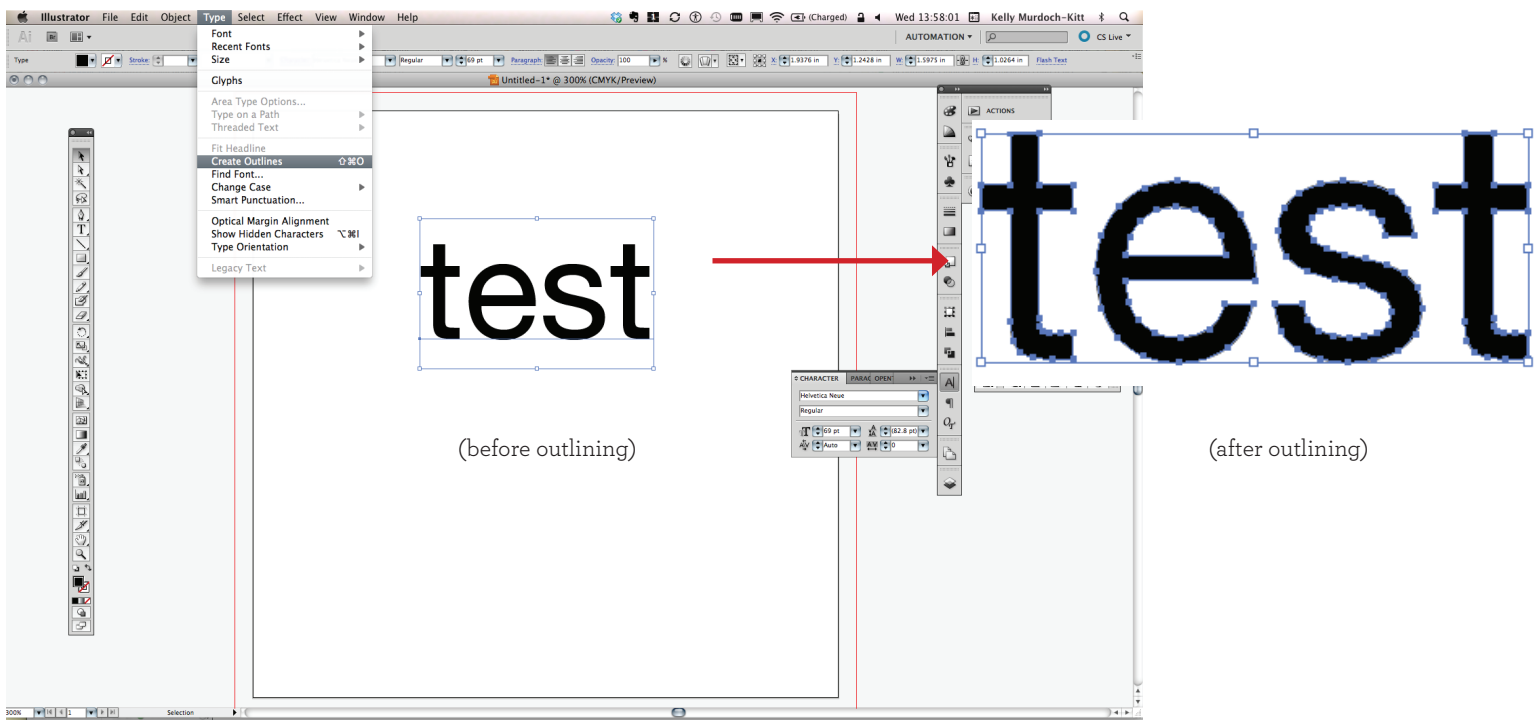 Illustrator File Edit Object Type Select Effect View Window Help (Charged) Wed 13:58:01 Kelly Murdoch-Kitt
Ai Br AUTOMATION CS Live
Type Stroke: Regular 69 pt Paragraph: Opacity: 100 % X: 1.9376 in Y: 1.2428 in W: 1.5975 in H: 1.0264 in Flash Text
Untitled-1* @ 300% (CMYK/Preview)
Font
Recent Fonts
Size
Glyphs
Area Type Options...
Type on a Path
Threaded Text
Fit Headline
Create Outlines ⇧⌘O
Find Font...
Change Case
Smart Punctuation...
Optical Margin Alignment
Show Hidden Characters ⌥⌘I
Type Orientation
Legacy Text
ACTIONS
test
test
CHARACTER PARAG OPENT
Helvetica Neue
Regular
69 pt (82.8 pt)
Auto 0
(before outlining)
(after outlining)
300% 1 Selection